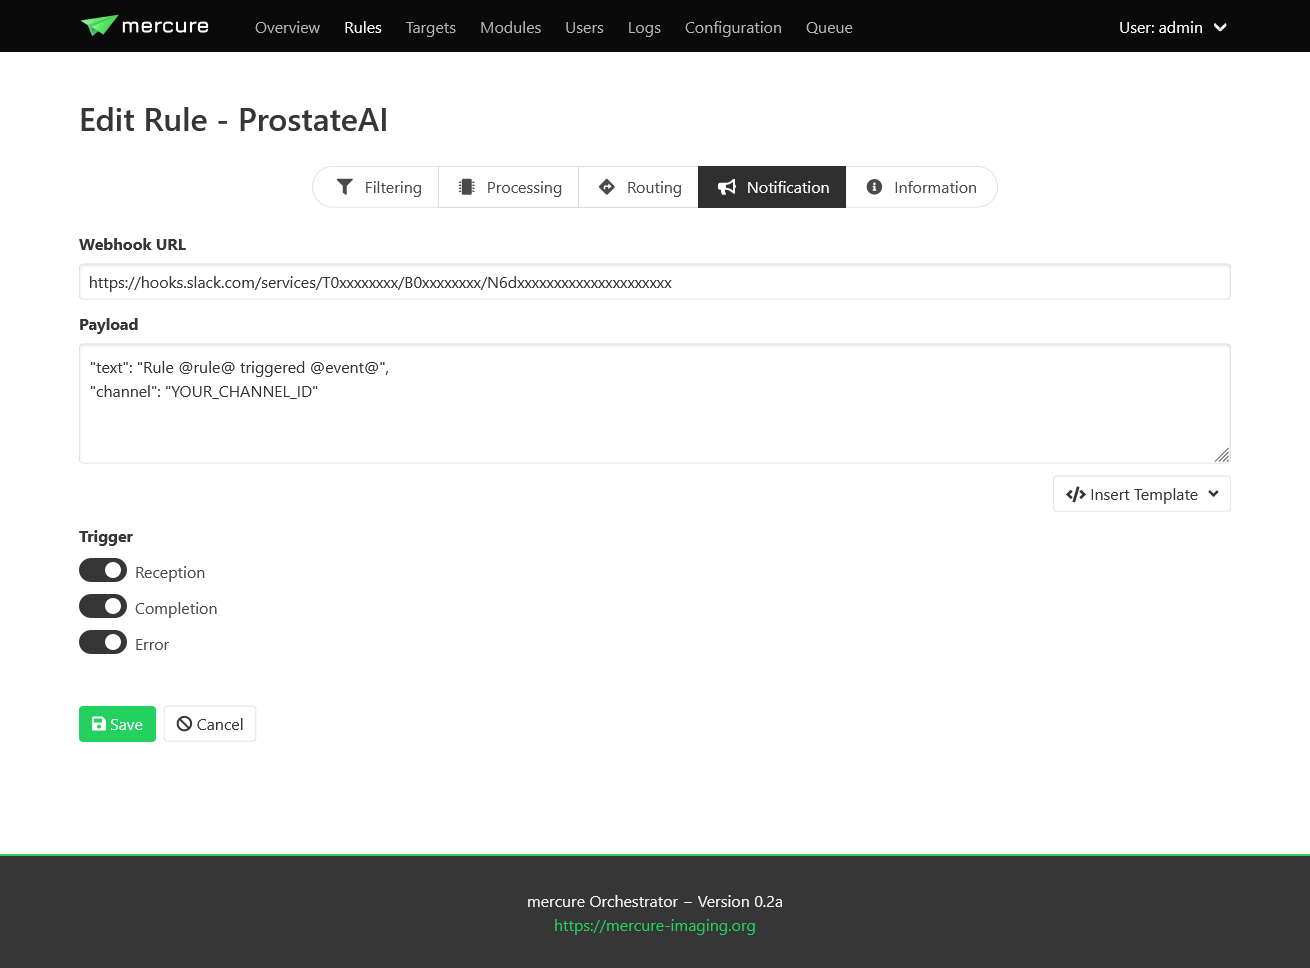 mercure Overview Rules Targets Modules Users Logs Configuration Queue User: admin
Edit Rule - ProstateAI
Filtering Processing Routing Notification Information
Webhook URL
https://hooks.slack.com/services/T0xxxxxxxx/B0xxxxxxxx/N6dxxxxxxxxxxxxxxxxxxxxx
Payload
"text": "Rule @rule@ triggered @event@",
"channel": "YOUR_CHANNEL_ID"
Insert Template
Trigger
Reception
Completion
Error
Save Cancel
mercure Orchestrator – Version 0.2a
https://mercure-imaging.org